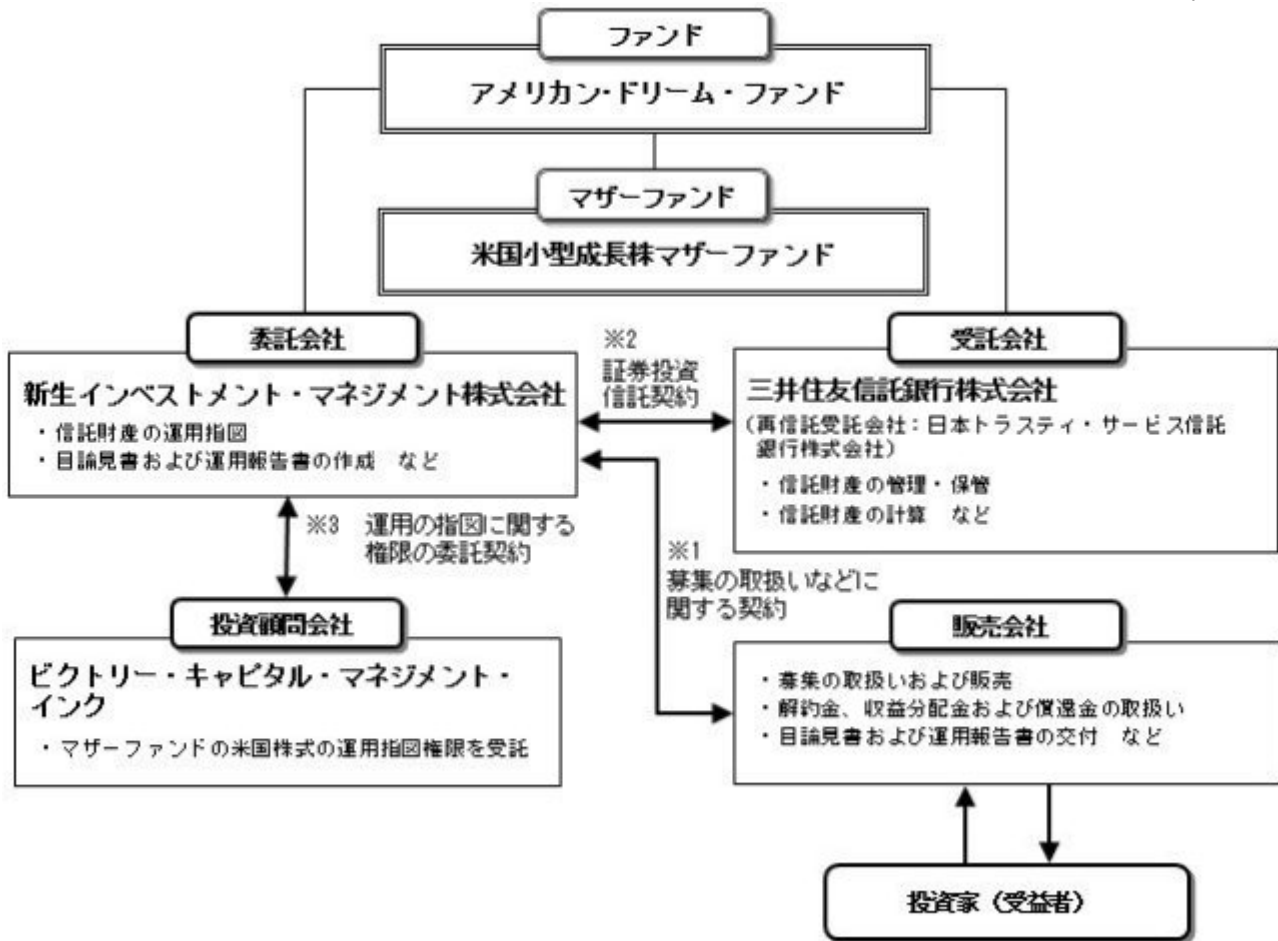 ファンド
アメリカン・ドリーム・ファンド
マザーファンド
米国小型成長株マザーファンド
委託会社
新生インベストメント・マネジメント株式会社
・信託財産の運用指図
・目論見書および運用報告書の作成　など
※2
証券投資
信託契約
受託会社
三井住友信託銀行株式会社
（再信託受託会社：日本トラスティ・サービス信託
銀行株式会社）
・信託財産の管理・保管
・信託財産の計算　など
※3　運用の指図に関する
権限の委託契約
※1
募集の取扱いなどに
関する契約
投資顧問会社
ビクトリー・キャピタル・マネジメント・
インク
・マザーファンドの米国株式の運用指図権限を受託
販売会社
・募集の取扱いおよび販売
・解約金、収益分配金および償還金の取扱い
・目論見書および運用報告書の交付　など
投資家（受益者）